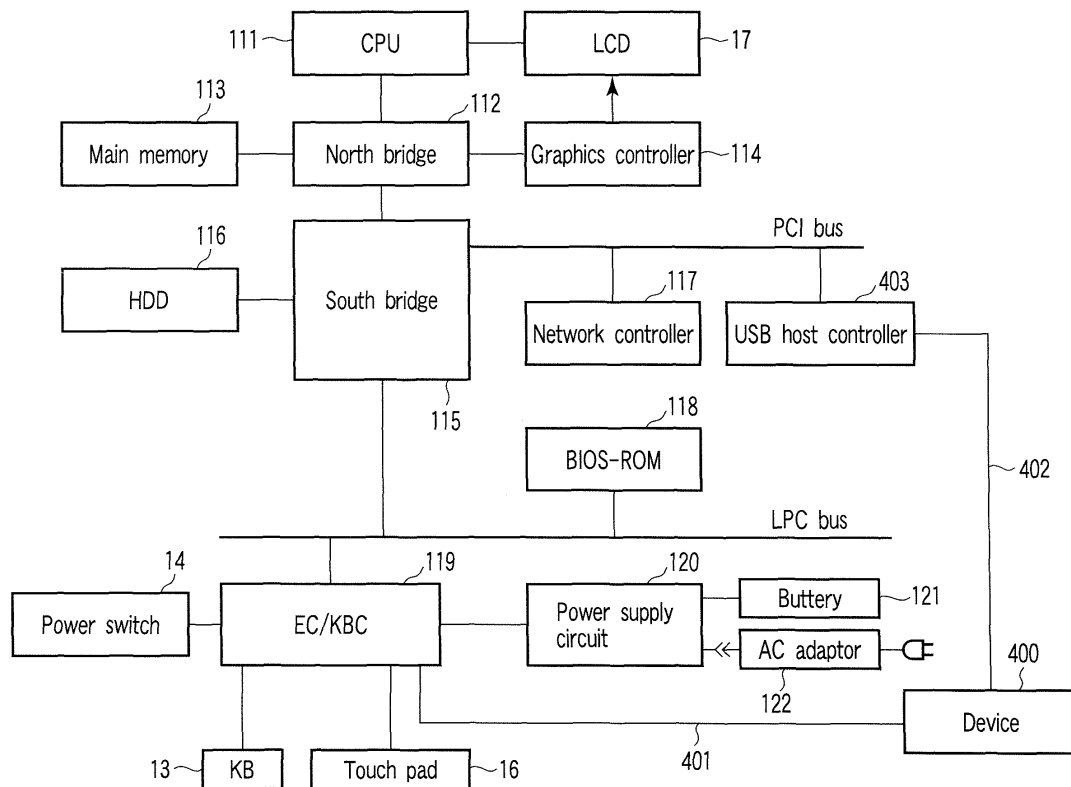 111
CPU
LCD
17
113
112
Main memory
North bridge
Graphics controller
114
PCI bus
116
HDD
South bridge
117
403
Network controller
USB host controller
115
118
BIOS-ROM
402
LPC bus
14
119
120
Power switch
EC/KBC
Power supply
circuit
Buttery
121
AC adaptor
122
400
Device
401
13
KB
Touch pad
16